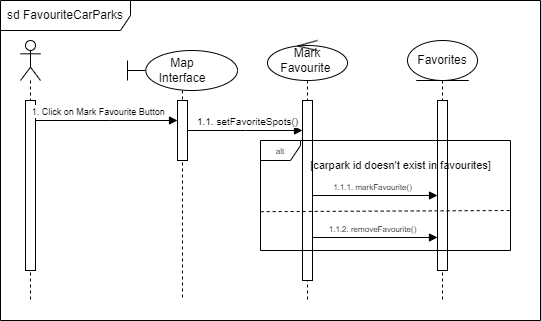 sd FavouriteCarParks
Map
Interface
Mark
Favourite
Favorites
1. Click on Mark Favourite Button
1.1. setFavoriteSpots()
alt
[carpark id doesn't exist in favourites]
1.1.1. markFavourite()
1.1.2. removeFavourite()